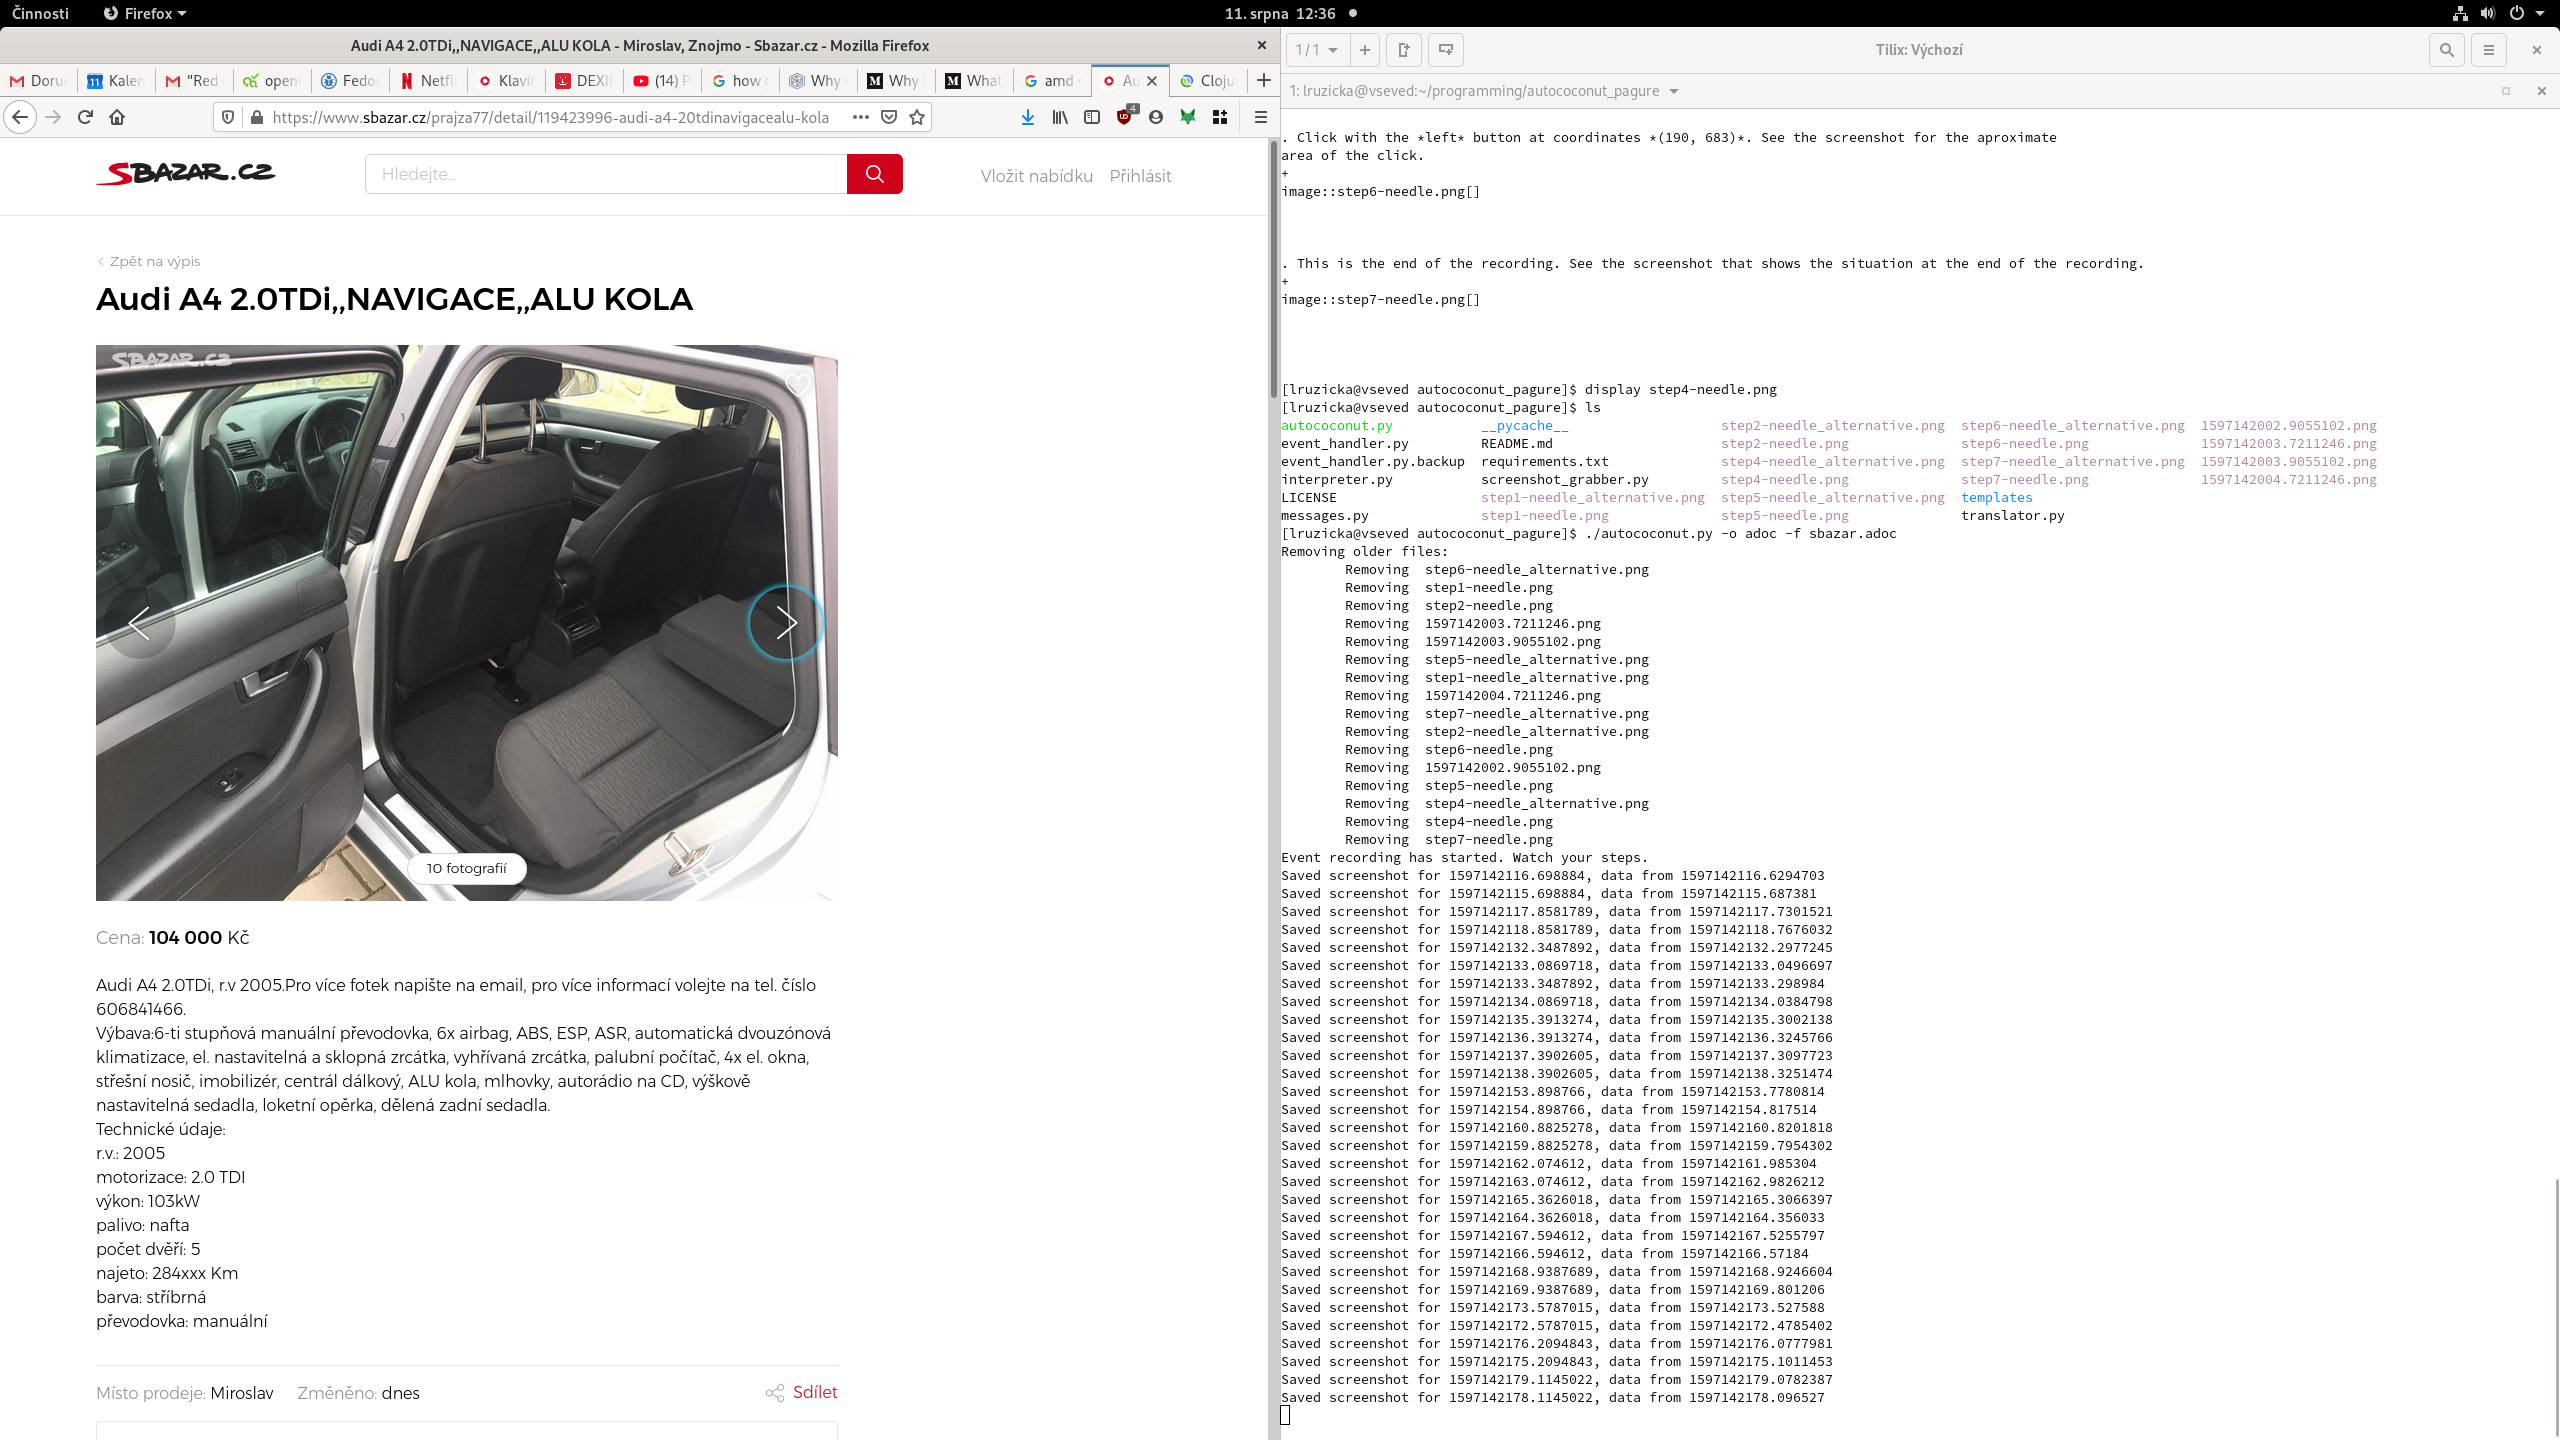 Činnosti
Firefox
11. srpna 12:36
Audi A4 2.0TDi,,NAVIGACE,,ALU KOLA - Miroslav, Znojmo - Sbazar.cz - Mozilla Firefox
Doru
Kalen
"Red
open
Fedo
Netfl
Klavír
DEXI
(14) P
how
Why
Why
What
amd
Au
Cloju
https://www.sbazar.cz/prajza77/detail/119423996-audi-a4-20tdinavigacealu-kola
4
SBAZAR.CZ
Hledejte...
Vložit nabídku
Přihlásit
Zpět na výpis
Audi A4 2.0TDi,,NAVIGACE,,ALU KOLA
SBAZAR.CZ
10 fotografií
Cena: 104 000 Kč
Audi A4 2.0TDi, r.v 2005.Pro více fotek napište na email, pro více informací volejte na tel. číslo
606841466.
Výbava:6-ti stupňová manuální převodovka, 6x airbag, ABS, ESP, ASR, automatická dvouzónová
klimatizace, el. nastavitelná a sklopná zrcátka, vyhřívaná zrcátka, palubní počítač, 4x el. okna,
střešní nosič, imobilizér, centrál dálkový, ALU kola, mlhovky, autorádio na CD, výškově
nastavitelná sedadla, loketní opěrka, dělená zadní sedadla.
Technické údaje:
r.v.: 2005
motorizace: 2.0 TDI
výkon: 103kW
palivo: nafta
počet dvěří: 5
najeto: 284xxx Km
barva: stříbrná
převodovka: manuální
Místo prodeje: Miroslav
Změněno: dnes
Sdílet
1 / 1
Tilix: Výchozí
1: lruzicka@vseved:~/programming/autococonut_pagure
. Click with the *left* button at coordinates *(190, 683)*. See the screenshot for the aproximate
area of the click.
+
image::step6-needle.png[]
. This is the end of the recording. See the screenshot that shows the situation at the end of the recording.
+
image::step7-needle.png[]
[lruzicka@vseved autococonut_pagure]$ display step4-needle.png
[lruzicka@vseved autococonut_pagure]$ ls
autococonut.py __pycache__ step2-needle_alternative.png step6-needle_alternative.png 1597142002.9055102.png
event_handler.py README.md step2-needle.png step6-needle.png 1597142003.7211246.png
event_handler.py.backup requirements.txt step4-needle_alternative.png step7-needle_alternative.png 1597142003.9055102.png
interpreter.py screenshot_grabber.py step4-needle.png step7-needle.png 1597142004.7211246.png
LICENSE step1-needle_alternative.png step5-needle_alternative.png templates
messages.py step1-needle.png step5-needle.png translator.py
[lruzicka@vseved autococonut_pagure]$ ./autococonut.py -o adoc -f sbazar.adoc
Removing older files:
Removing step6-needle_alternative.png
Removing step1-needle.png
Removing step2-needle.png
Removing 1597142003.7211246.png
Removing 1597142003.9055102.png
Removing step5-needle_alternative.png
Removing step1-needle_alternative.png
Removing 1597142004.7211246.png
Removing step7-needle_alternative.png
Removing step2-needle_alternative.png
Removing step6-needle.png
Removing 1597142002.9055102.png
Removing step5-needle.png
Removing step4-needle_alternative.png
Removing step4-needle.png
Removing step7-needle.png
Event recording has started. Watch your steps.
Saved screenshot for 1597142116.698884, data from 1597142116.6294703
Saved screenshot for 1597142115.698884, data from 1597142115.687381
Saved screenshot for 1597142117.8581789, data from 1597142117.7301521
Saved screenshot for 1597142118.8581789, data from 1597142118.7676032
Saved screenshot for 1597142132.3487892, data from 1597142132.2977245
Saved screenshot for 1597142133.0869718, data from 1597142133.0496697
Saved screenshot for 1597142133.3487892, data from 1597142133.298984
Saved screenshot for 1597142134.0869718, data from 1597142134.0384798
Saved screenshot for 1597142135.3913274, data from 1597142135.3002138
Saved screenshot for 1597142136.3913274, data from 1597142136.3245766
Saved screenshot for 1597142137.3902605, data from 1597142137.3097723
Saved screenshot for 1597142138.3902605, data from 1597142138.3251474
Saved screenshot for 1597142153.898766, data from 1597142153.7780814
Saved screenshot for 1597142154.898766, data from 1597142154.817514
Saved screenshot for 1597142160.8825278, data from 1597142160.8201818
Saved screenshot for 1597142159.8825278, data from 1597142159.7954302
Saved screenshot for 1597142162.074612, data from 1597142161.985304
Saved screenshot for 1597142163.074612, data from 1597142162.9826212
Saved screenshot for 1597142165.3626018, data from 1597142165.3066397
Saved screenshot for 1597142164.3626018, data from 1597142164.356033
Saved screenshot for 1597142167.594612, data from 1597142167.5255797
Saved screenshot for 1597142166.594612, data from 1597142166.57184
Saved screenshot for 1597142168.9387689, data from 1597142168.9246604
Saved screenshot for 1597142169.9387689, data from 1597142169.801206
Saved screenshot for 1597142173.5787015, data from 1597142173.527588
Saved screenshot for 1597142172.5787015, data from 1597142172.4785402
Saved screenshot for 1597142176.2094843, data from 1597142176.0777981
Saved screenshot for 1597142175.2094843, data from 1597142175.1011453
Saved screenshot for 1597142179.1145022, data from 1597142179.0782387
Saved screenshot for 1597142178.1145022, data from 1597142178.096527